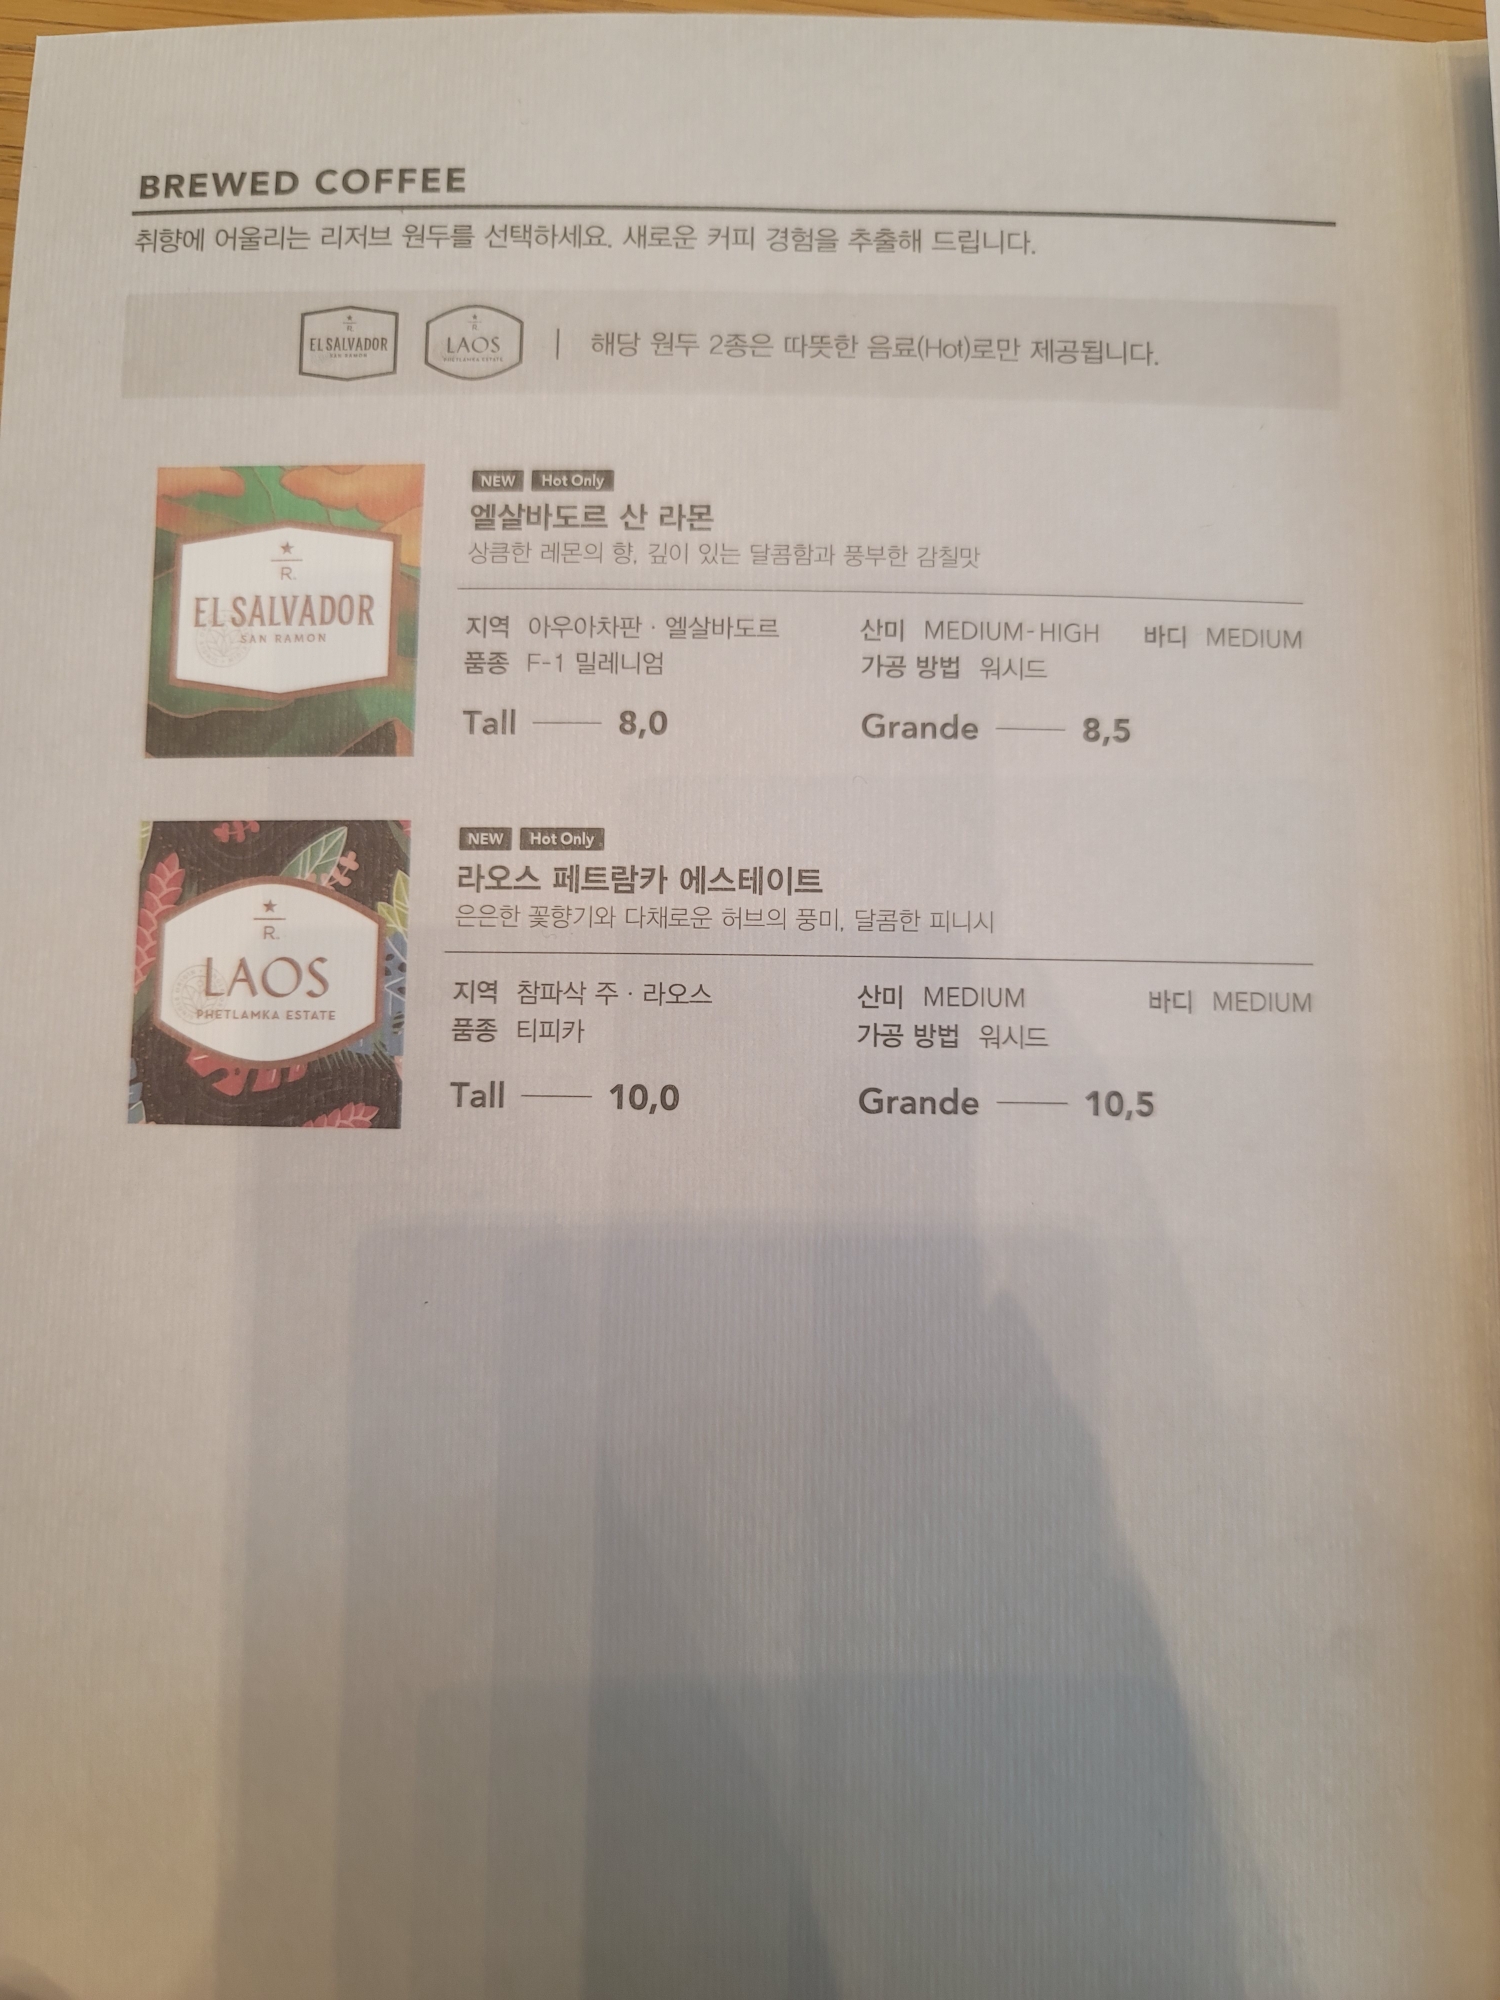 BREWED COFFEE
취향에 어울리는 리저브 원두를 선택하세요. 새로운 커피 경험을 추출해 드립니다.
R.
EL SALVADOR
SAN RAMON
R.
LAOS
PHETLAMKA ESTATE
| 해당 원두 2종은 따뜻한 음료(Hot)로만 제공됩니다.
R.
EL SALVADOR
SAN RAMON
NEW Hot Only
엘살바도르 산 라몬
상큼한 레몬의 향, 깊이 있는 달콤함과 풍부한 감칠맛
지역 아우아차판 · 엘살바도르 산미 MEDIUM-HIGH 바디 MEDIUM
품종 F-1 밀레니엄 가공 방법 워시드
Tall 8,0 Grande 8,5
R.
LAOS
PHETLAMKA ESTATE
NEW Hot Only
라오스 페트람카 에스테이트
은은한 꽃향기와 다채로운 허브의 풍미, 달콤한 피니시
지역 참파삭 주 · 라오스 산미 MEDIUM 바디 MEDIUM
품종 티피카 가공 방법 워시드
Tall 10,0 Grande 10,5